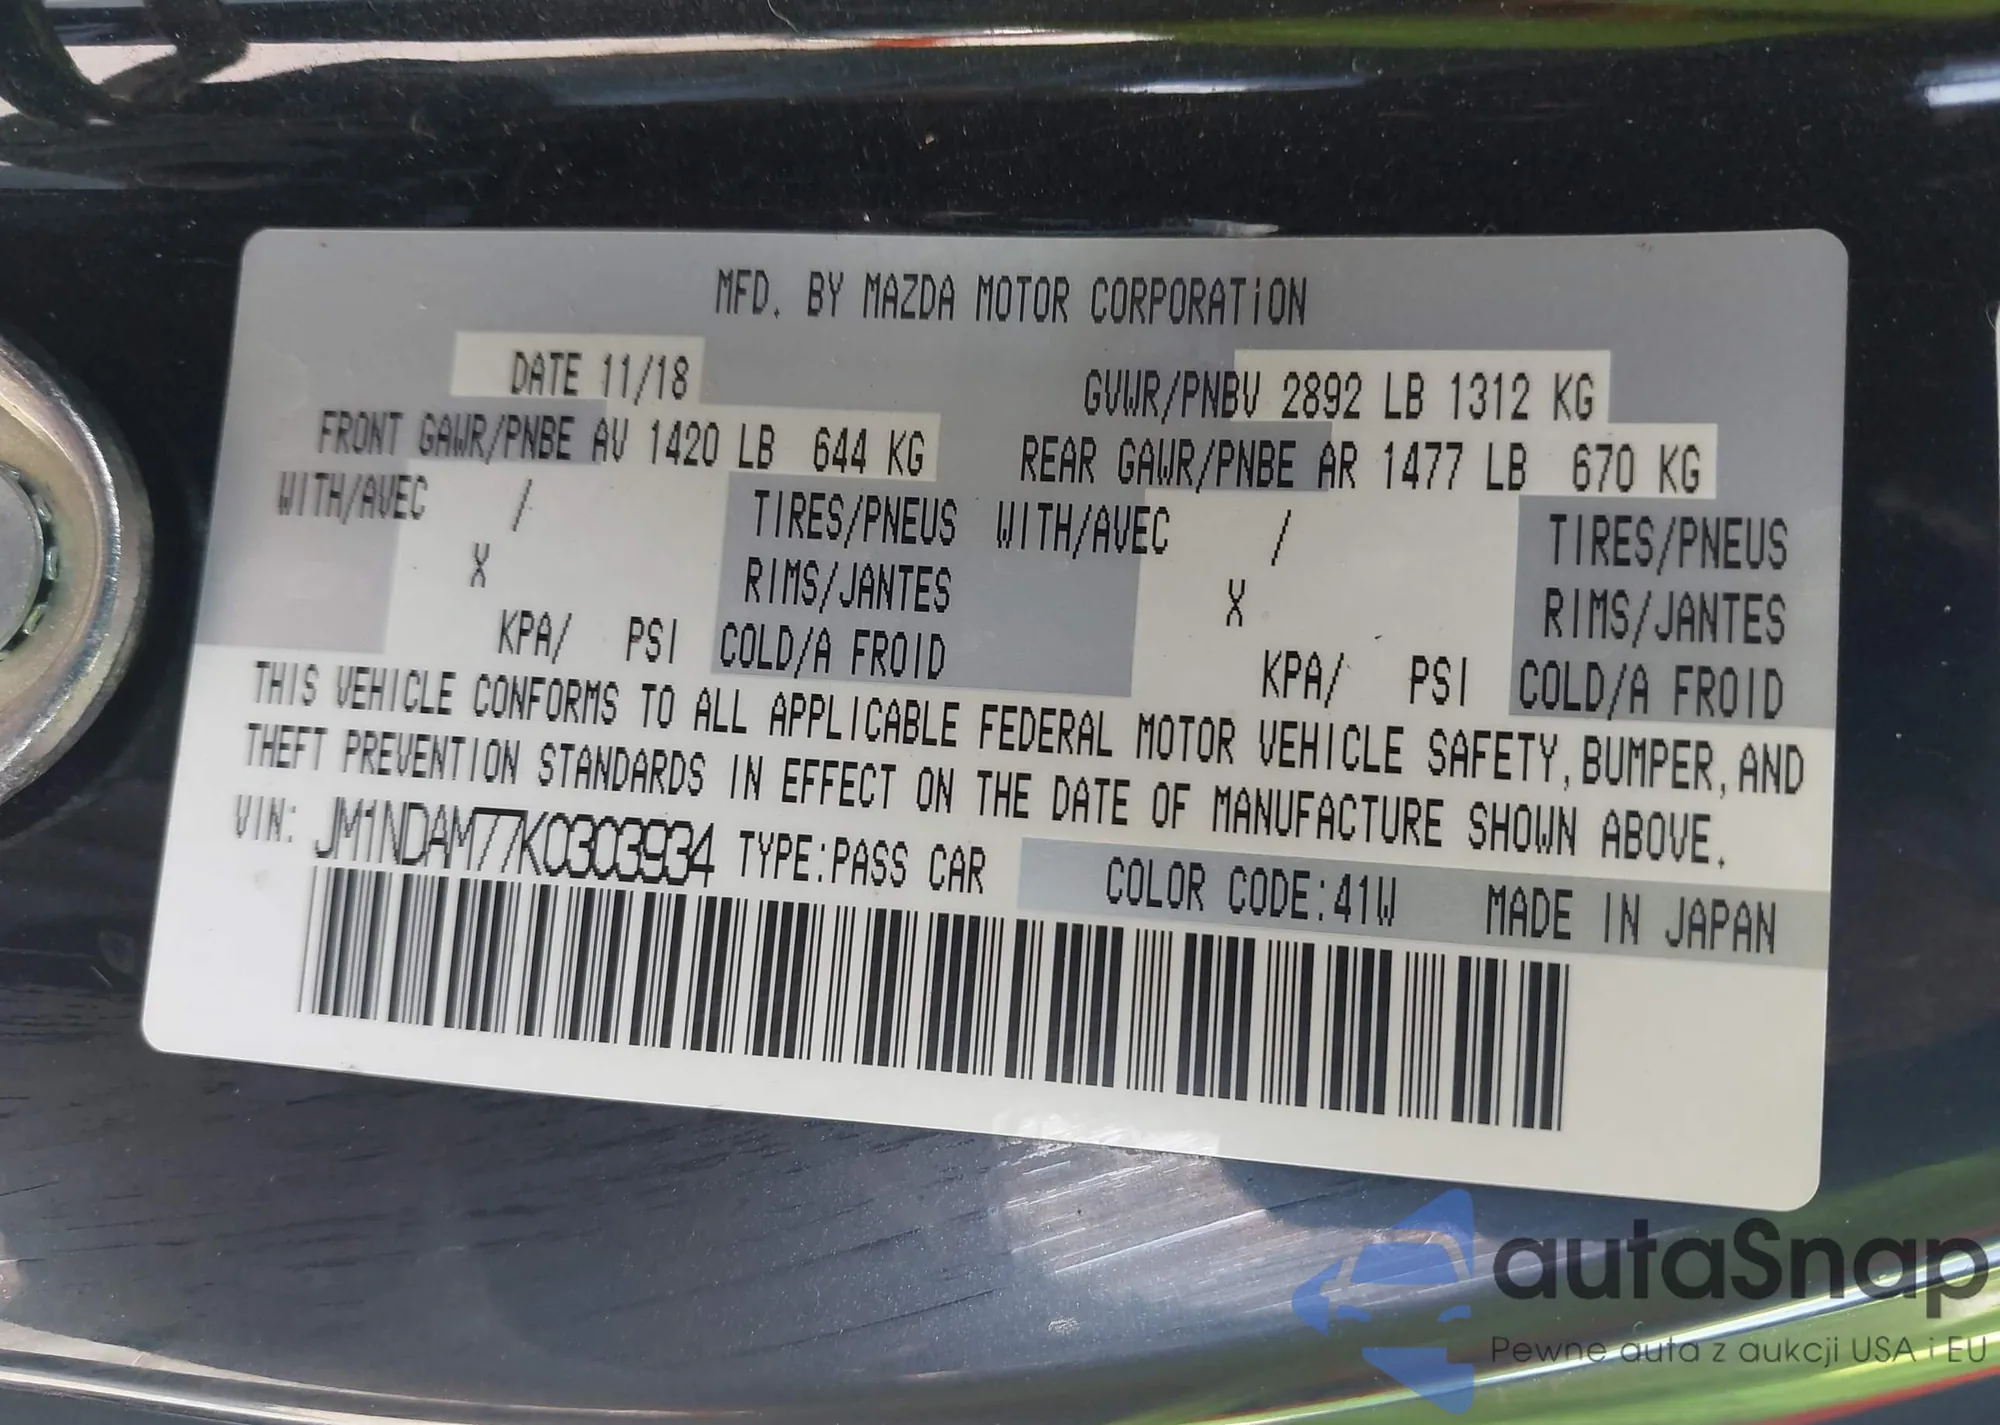 MFD. BY MAZDA MOTOR CORPORATION
DATE 11/18 GVWR/PNBV 2892 LB 1312 KG
FRONT GAWR/PNBE AV 1420 LB 644 KG REAR GAWR/PNBE AR 1477 LB 670 KG
WITH/AVEC / TIRES/PNEUS WITH/AVEC / TIRES/PNEUS
X RIMS/JANTES X RIMS/JANTES
KPA/ PSI COLD/A FROID KPA/ PSI COLD/A FROID
THIS VEHICLE CONFORMS TO ALL APPLICABLE FEDERAL MOTOR VEHICLE SAFETY, BUMPER, AND
THEFT PREVENTION STANDARDS IN EFFECT ON THE DATE OF MANUFACTURE SHOWN ABOVE.
VIN: JM1NDAM77K0303934 TYPE:PASS CAR COLOR CODE:41W MADE IN JAPAN
autaSnap
Pewne auta z aukcji USA i EU